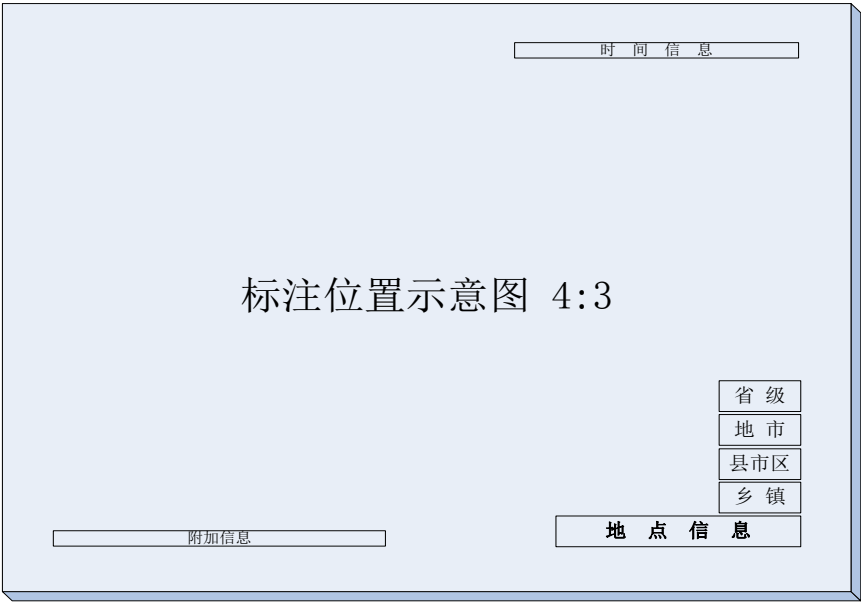 时 间 信 息
标注位置示意图 4:3
省 级
地 市
县市区
乡 镇
地 点 信 息
附加信息